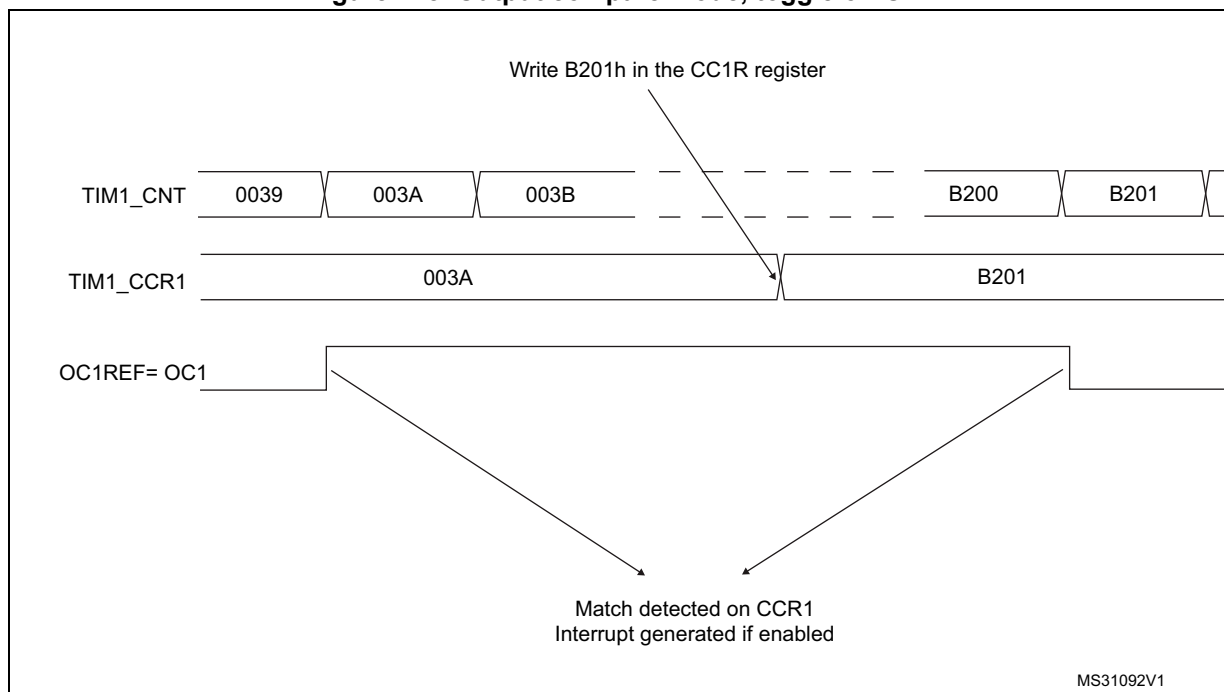 Write B201h in the CC1R register
TIM1_CNT 0039 003A 003B B200 B201
TIM1_CCR1 003A B201
OC1REF= OC1
Match detected on CCR1
Interrupt generated if enabled
MS31092V1